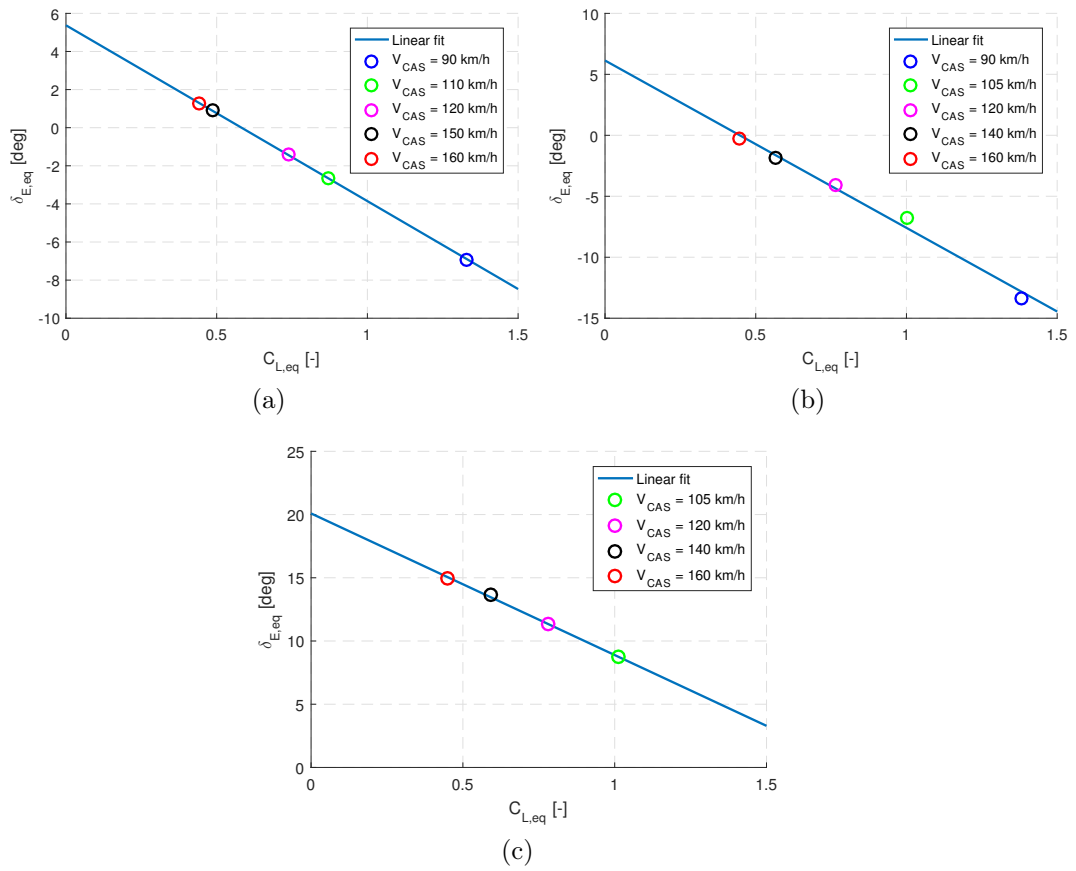 6
4
2
0
-2
-4
-6
-8
-10
0
0.5
1
1.5
δE,eq [deg]
CL,eq [-]
Linear fit
VCAS = 90 km/h
VCAS = 110 km/h
VCAS = 120 km/h
VCAS = 150 km/h
VCAS = 160 km/h
(a)
10
5
0
-5
-10
-15
0
0.5
1
1.5
δE,eq [deg]
CL,eq [-]
Linear fit
VCAS = 90 km/h
VCAS = 105 km/h
VCAS = 120 km/h
VCAS = 140 km/h
VCAS = 160 km/h
(b)
25
20
15
10
5
0
0
0.5
1
1.5
δE,eq [deg]
CL,eq [-]
Linear fit
VCAS = 105 km/h
VCAS = 120 km/h
VCAS = 140 km/h
VCAS = 160 km/h
(c)